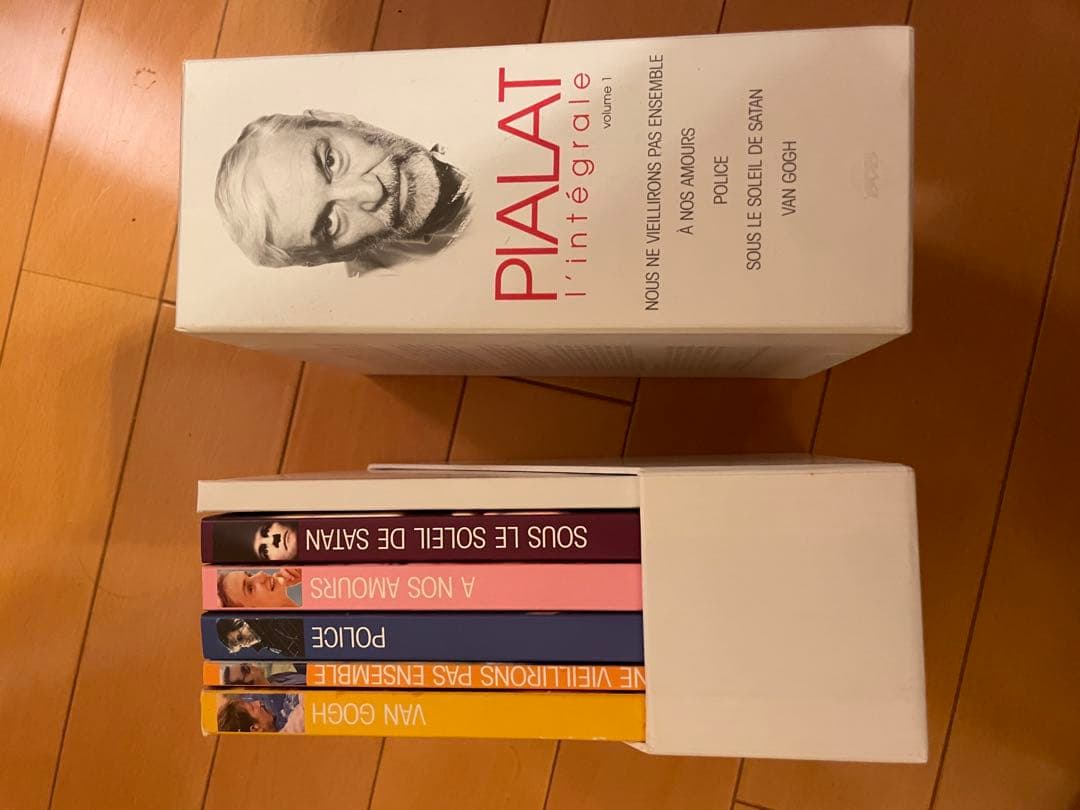 PIALAT
l'intégrale
volume 1
NOUS NE VIEILLIRONS PAS ENSEMBLE
À NOS AMOURS
POLICE
SOUS LE SOLEIL DE SATAN
VAN GOGH
SOUS LE SOLEIL DE SATAN
A NOS AMOURS
POLICE
NE VIEILLIRONS PAS ENSEMBLE
VAN GOGH